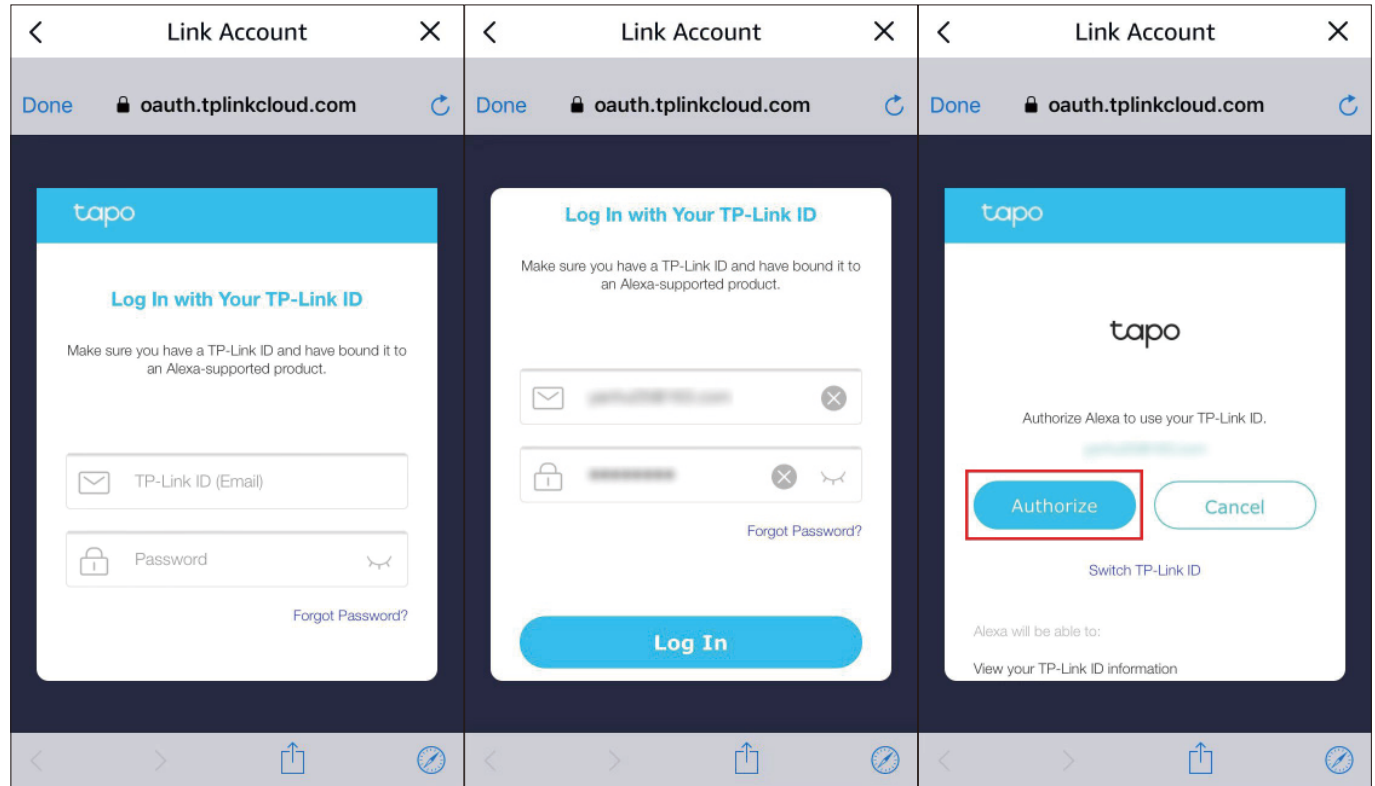 Link Account
Done
oauth.tplinkcloud.com
tapo
Log In with Your TP-Link ID
Make sure you have a TP-Link ID and have bound it to
an Alexa-supported product.
TP-Link ID (Email)
Password
Forgot Password?
Link Account
Done
oauth.tplinkcloud.com
Log In with Your TP-Link ID
Make sure you have a TP-Link ID and have bound it to
an Alexa-supported product.
Forgot Password?
Log In
Link Account
Done
oauth.tplinkcloud.com
tapo
tapo
Authorize Alexa to use your TP-Link ID.
Authorize
Cancel
Switch TP-Link ID
Alexa will be able to:
View your TP-Link ID information